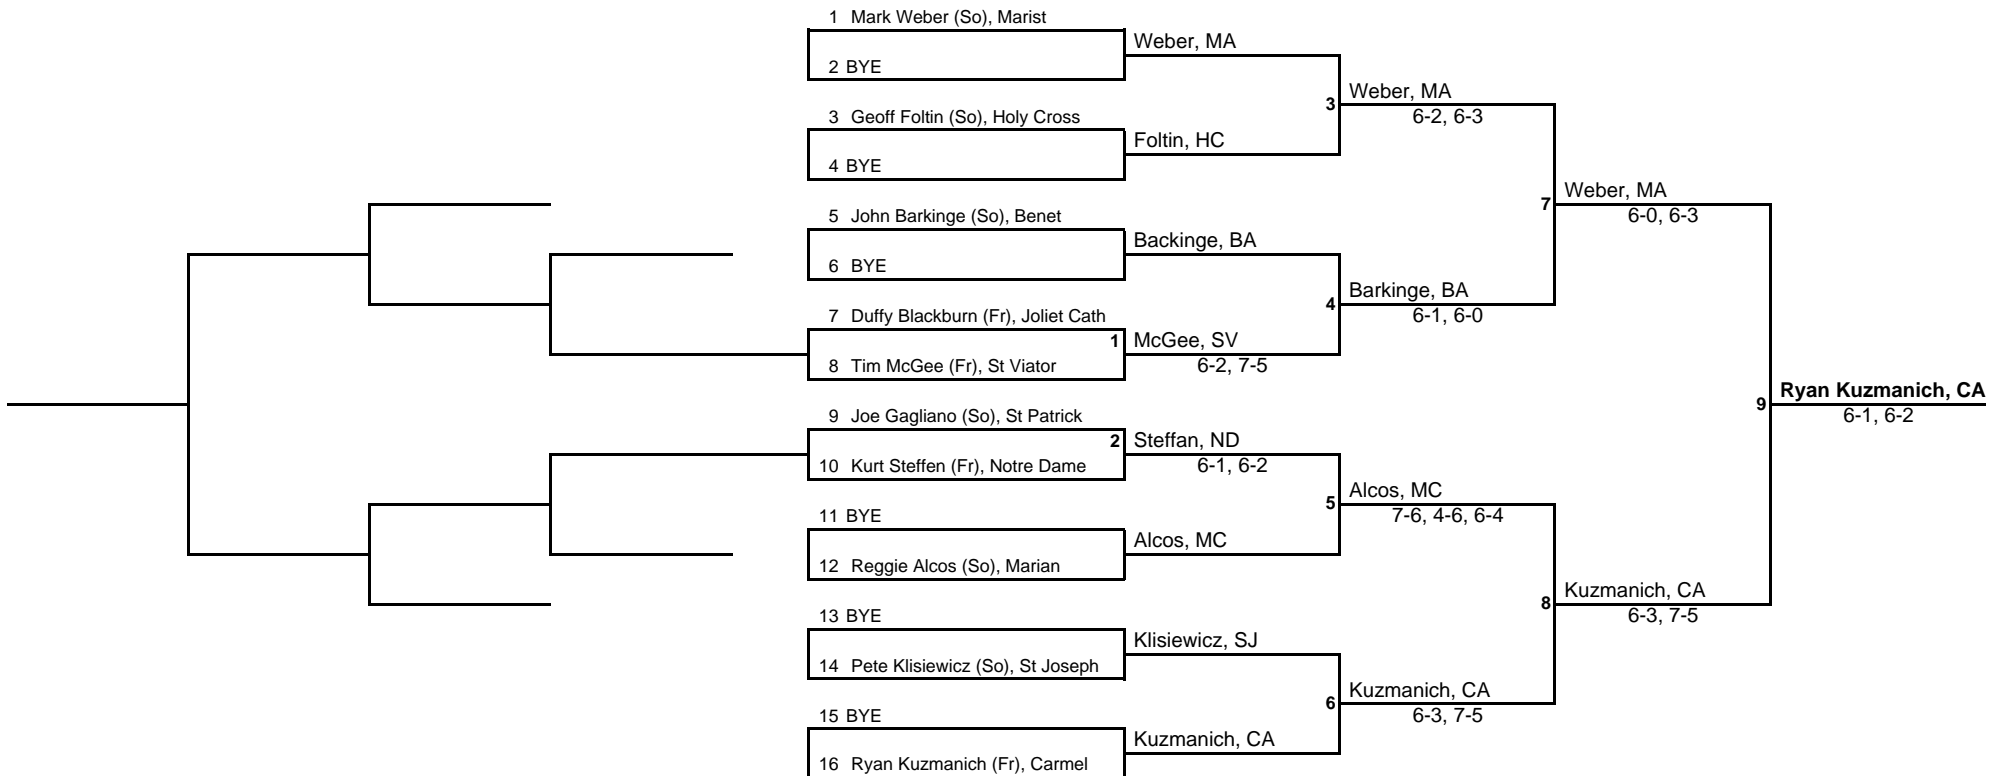 1 Mark Weber (So), Marist
2 BYE
3 Geoff Foltin (So), Holy Cross
4 BYE
5 John Barkinge (So), Benet
6 BYE
7 Duffy Blackburn (Fr), Joliet Cath
8 Tim McGee (Fr), St Viator
9 Joe Gagliano (So), St Patrick
10 Kurt Steffen (Fr), Notre Dame
11 BYE
12 Reggie Alcos (So), Marian
13 BYE
14 Pete Klisiewicz (So), St Joseph
15 BYE
16 Ryan Kuzmanich (Fr), Carmel
Weber, MA
Foltin, HC
Backinge, BA
1 McGee, SV
6-2, 7-5
2 Steffan, ND
6-1, 6-2
Alcos, MC
Klisiewicz, SJ
Kuzmanich, CA
3 Weber, MA
6-2, 6-3
4 Barkinge, BA
6-1, 6-0
5 Alcos, MC
7-6, 4-6, 6-4
6 Kuzmanich, CA
6-3, 7-5
7 Weber, MA
6-0, 6-3
8 Kuzmanich, CA
6-3, 7-5
9 Ryan Kuzmanich, CA
6-1, 6-2